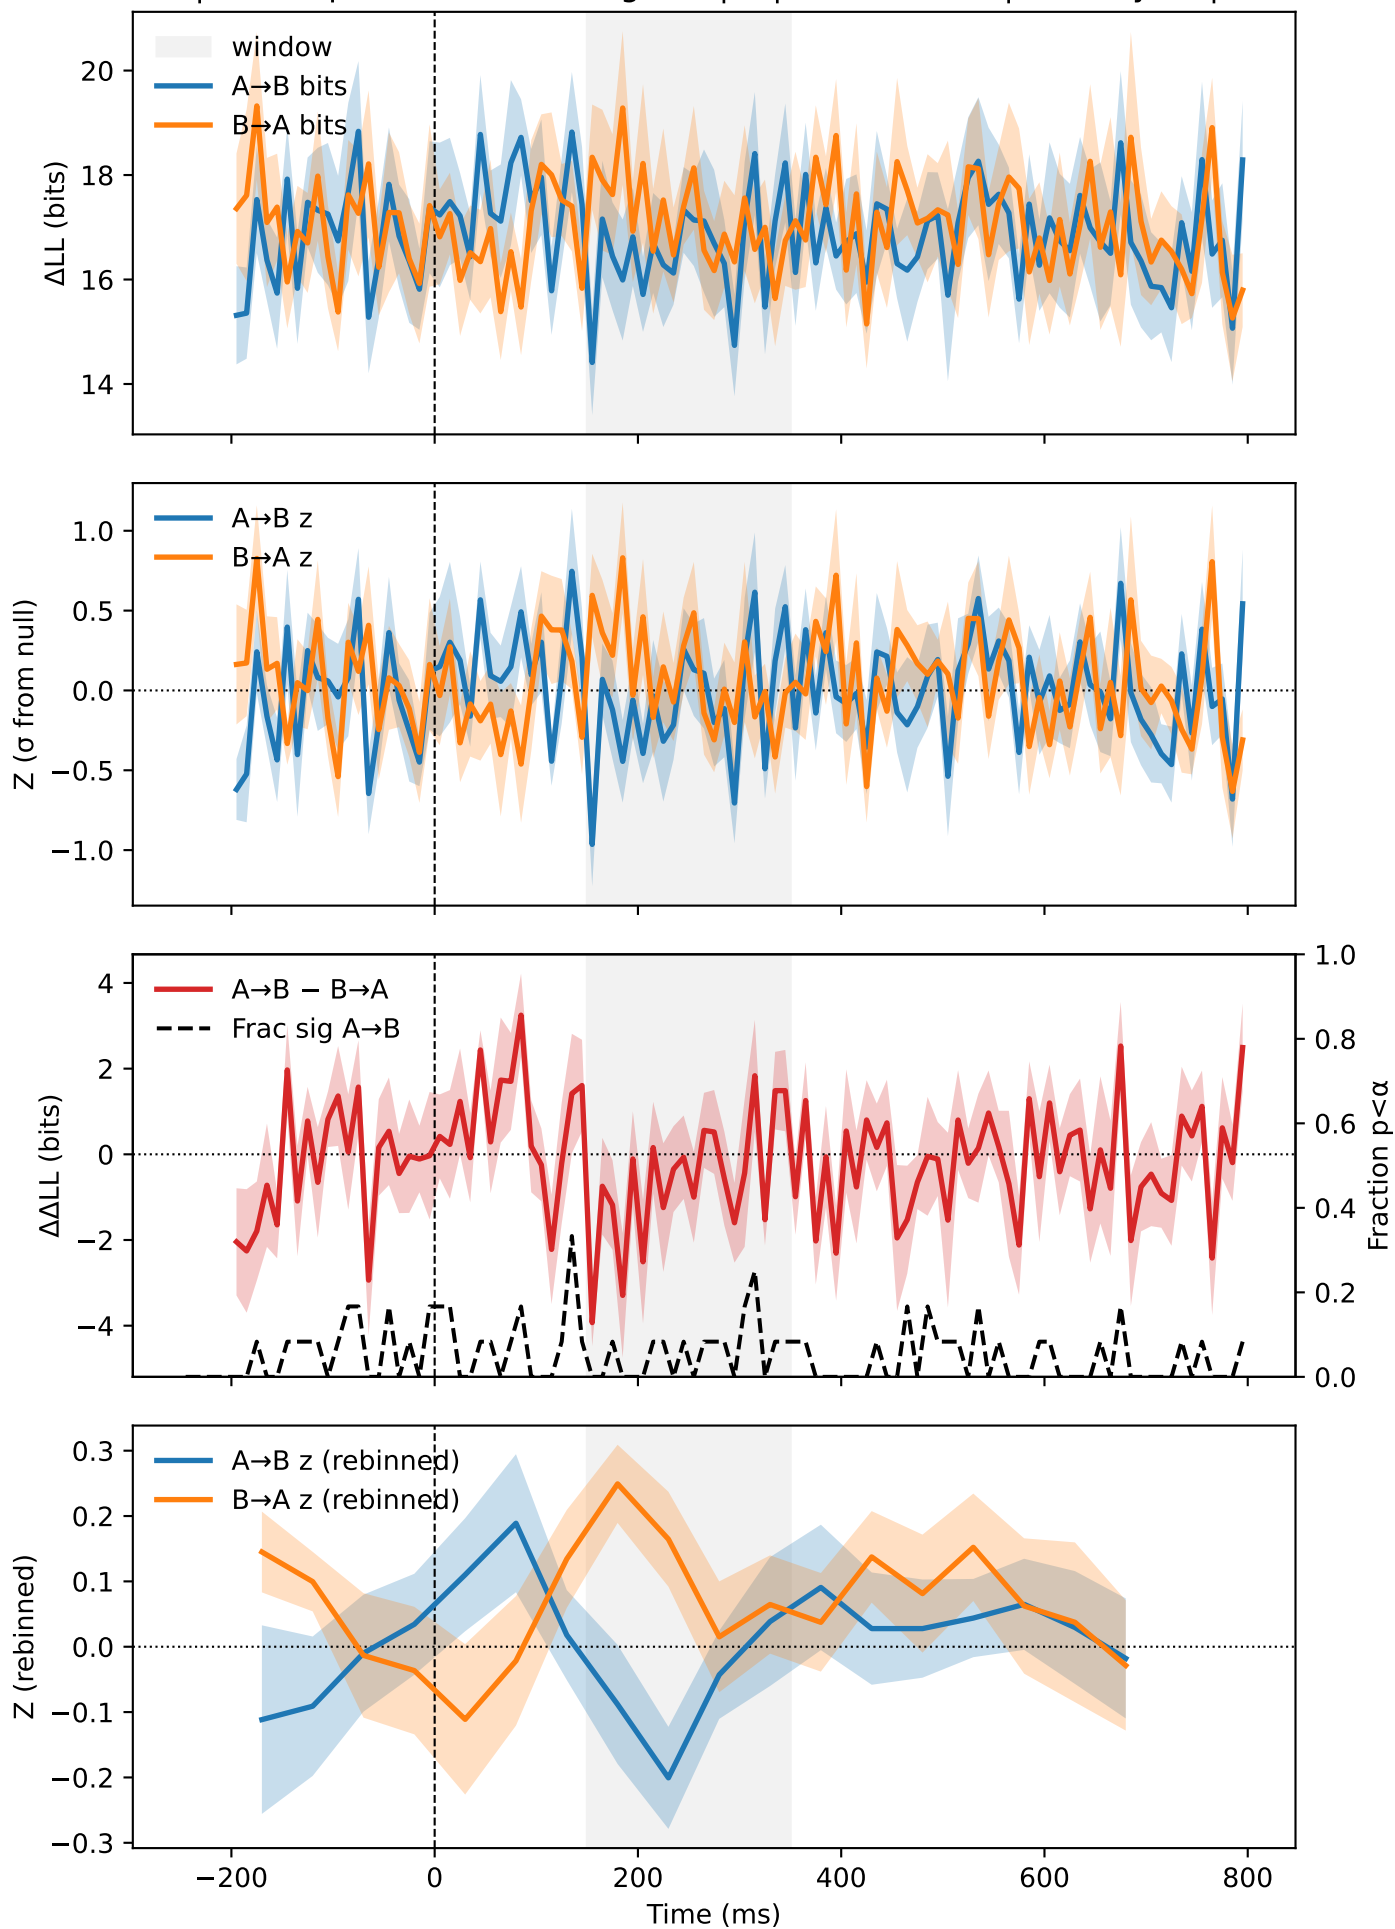 window
A→B bits
B→A bits
ΔLL (bits)
20
18
16
14
A→B z
B→A z
Z (σ from null)
1.0
0.5
0.0
−0.5
−1.0
A→B − B→A
Frac sig A→B
ΔΔLL (bits)
4
2
0
−2
−4
1.0
0.8
0.6
0.4
0.2
0.0
Fraction p<α
A→B z (rebinned)
B→A z (rebinned)
Z (rebinned)
0.3
0.2
0.1
0.0
−0.1
−0.2
−0.3
−200
0
200
400
600
800
Time (ms)